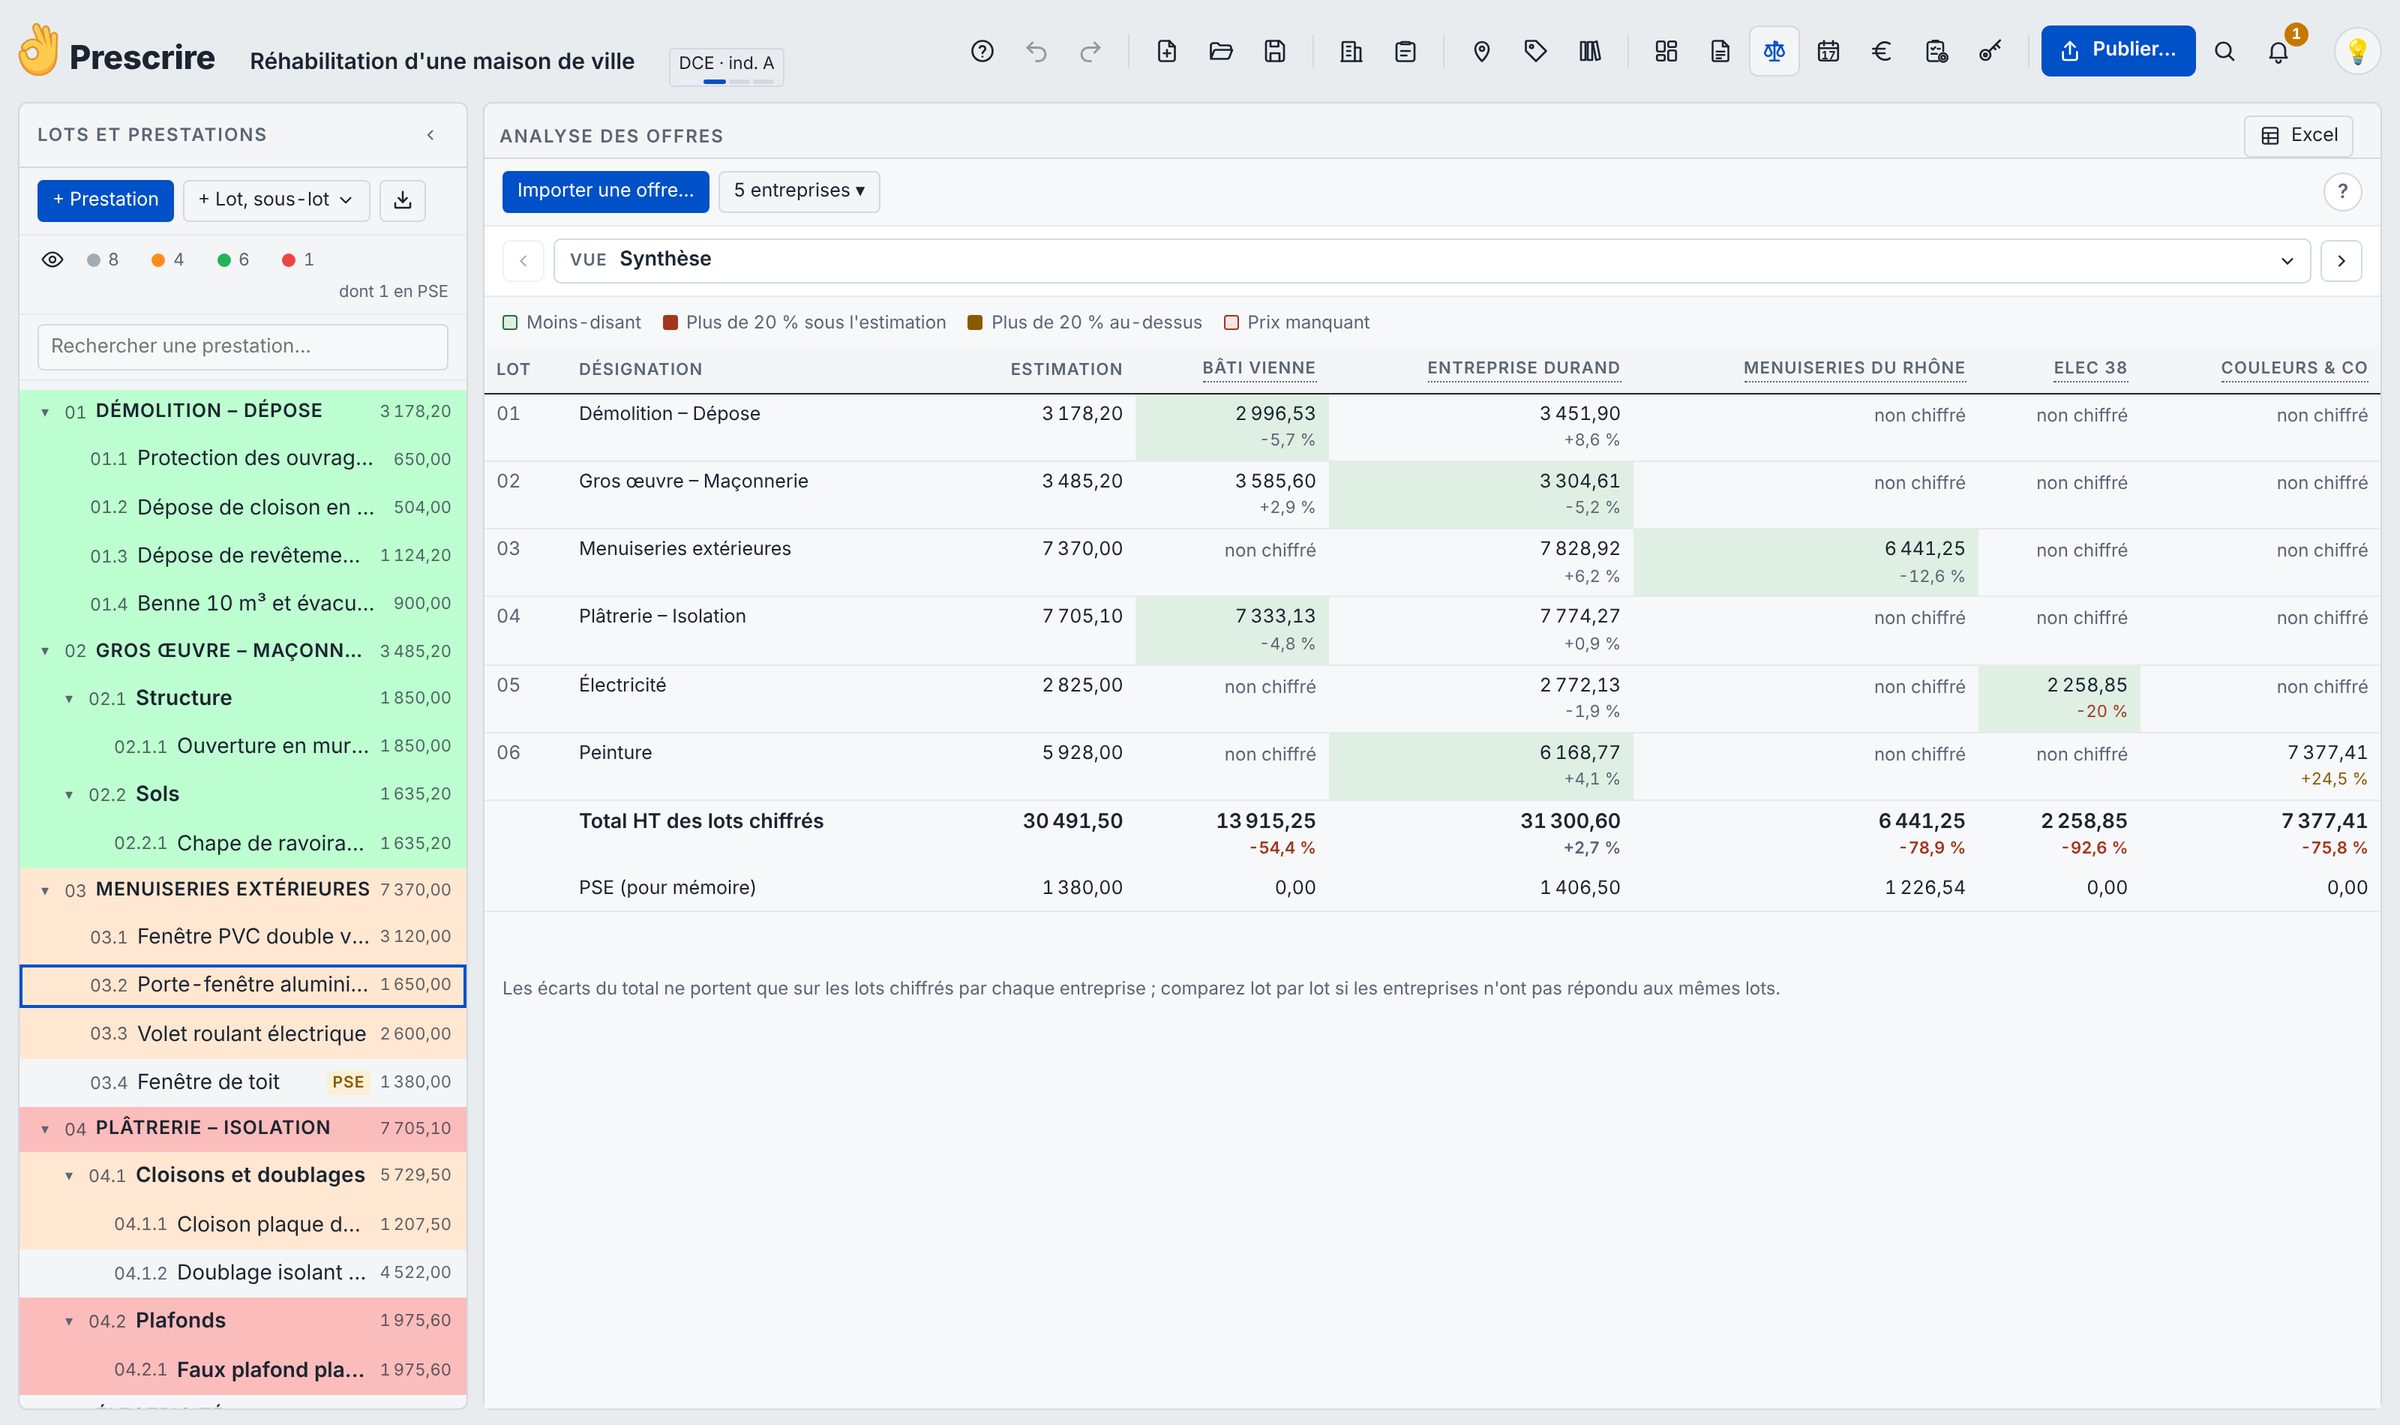 Prescrire
Réhabilitation d'une maison de ville
DCE · ind. A
17
Publier...
1
LOTS ET PRESTATIONS
+ Prestation
+ Lot, sous-lot
8 4 6 1
dont 1 en PSE
Rechercher une prestation...
01 DÉMOLITION – DÉPOSE 3 178,20
01.1 Protection des ouvrag... 650,00
01.2 Dépose de cloison en ... 504,00
01.3 Dépose de revêteme... 1 124,20
01.4 Benne 10 m³ et évacu... 900,00
02 GROS ŒUVRE – MAÇONN... 3 485,20
02.1 Structure 1 850,00
02.1.1 Ouverture en mur... 1 850,00
02.2 Sols 1 635,20
02.2.1 Chape de ravoira... 1 635,20
03 MENUISERIES EXTÉRIEURES 7 370,00
03.1 Fenêtre PVC double v... 3 120,00
03.2 Porte-fenêtre alumini... 1 650,00
03.3 Volet roulant électrique 2 600,00
03.4 Fenêtre de toit PSE 1 380,00
04 PLÂTRERIE – ISOLATION 7 705,10
04.1 Cloisons et doublages 5 729,50
04.1.1 Cloison plaque d... 1 207,50
04.1.2 Doublage isolant ... 4 522,00
04.2 Plafonds 1 975,60
04.2.1 Faux plafond pla... 1 975,60
ANALYSE DES OFFRES
Excel
Importer une offre...
5 entreprises ▾
?
VUE Synthèse
Moins-disant Plus de 20 % sous l'estimation Plus de 20 % au-dessus Prix manquant
LOT DÉSIGNATION ESTIMATION BÂTI VIENNE ENTREPRISE DURAND MENUISERIES DU RHÔNE ELEC 38 COULEURS & CO
01 Démolition – Dépose 3 178,20 2 996,53 3 451,90 non chiffré non chiffré non chiffré
-5,7 % +8,6 %
02 Gros œuvre – Maçonnerie 3 485,20 3 585,60 3 304,61 non chiffré non chiffré non chiffré
+2,9 % -5,2 %
03 Menuiseries extérieures 7 370,00 non chiffré 7 828,92 6 441,25 non chiffré non chiffré
+6,2 % -12,6 %
04 Plâtrerie – Isolation 7 705,10 7 333,13 7 774,27 non chiffré non chiffré non chiffré
-4,8 % +0,9 %
05 Électricité 2 825,00 non chiffré 2 772,13 non chiffré 2 258,85 non chiffré
-1,9 % -20 %
06 Peinture 5 928,00 non chiffré 6 168,77 non chiffré non chiffré 7 377,41
+4,1 % +24,5 %
Total HT des lots chiffrés 30 491,50 13 915,25 31 300,60 6 441,25 2 258,85 7 377,41
-54,4 % +2,7 % -78,9 % -92,6 % -75,8 %
PSE (pour mémoire) 1 380,00 0,00 1 406,50 1 226,54 0,00 0,00
Les écarts du total ne portent que sur les lots chiffrés par chaque entreprise ; comparez lot par lot si les entreprises n'ont pas répondu aux mêmes lots.